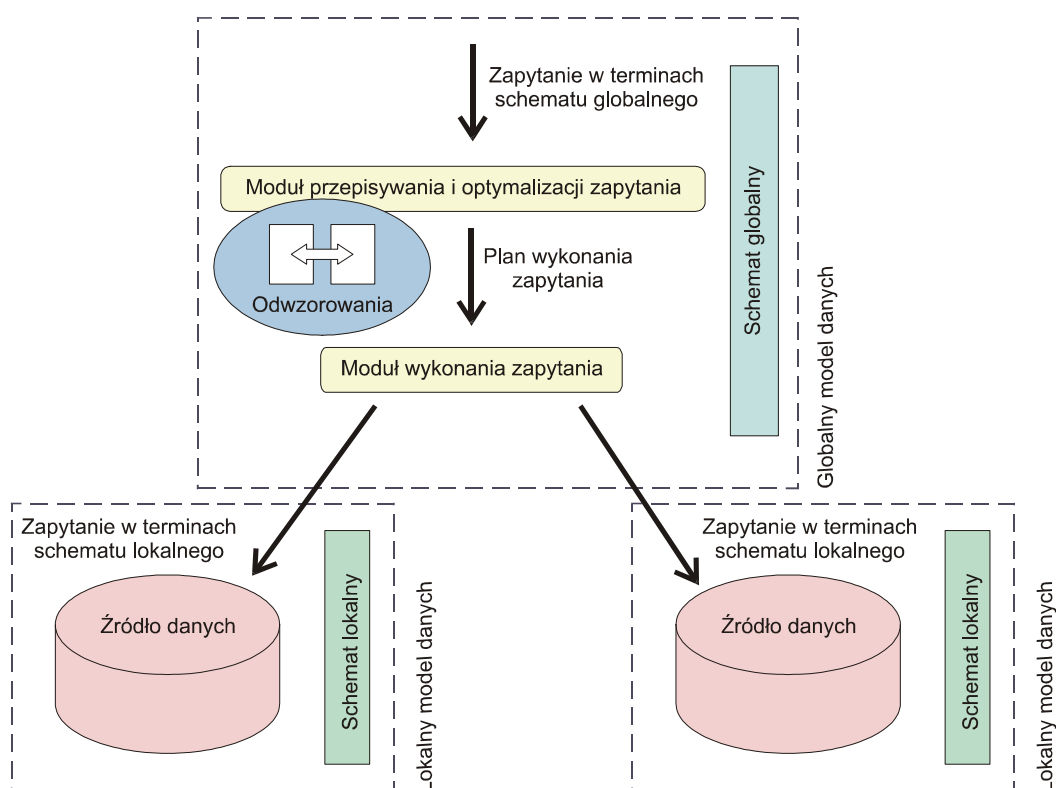 Zapytanie w terminach
schematu globalnego
Moduł przepisywania i optymalizacji zapytania
Plan wykonania
zapytania
Odwzorowania
Moduł wykonania zapytania
Schemat globalny
Globalny model danych
Zapytanie w terminach
schematu lokalnego
Źródło danych
Schemat lokalny
Lokalny model danych
Zapytanie w terminach
schematu lokalnego
Źródło danych
Schemat lokalny
Lokalny model danych